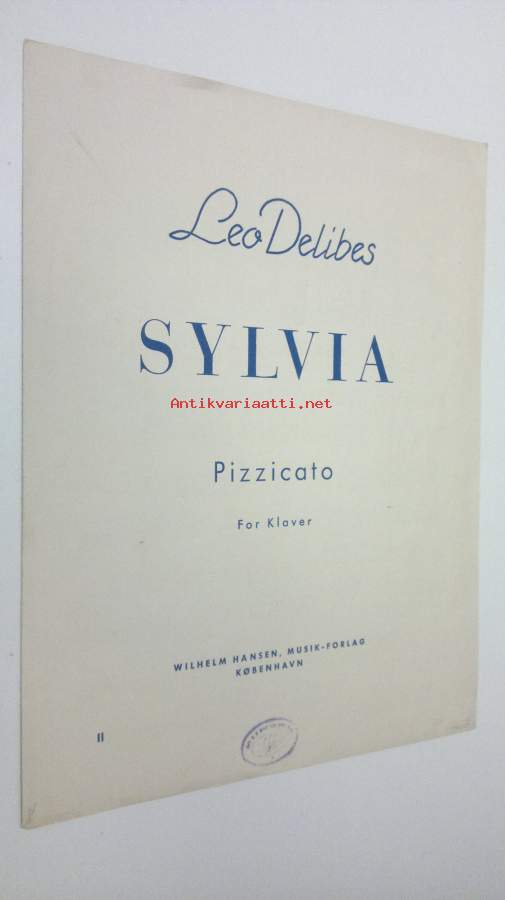 Leo Delibes
SYLVIA
Antikvariaatti.net
Pizzicato
For Klaver
WILHELM HANSEN, MUSIK-FORLAG
KØBENHAVN
II